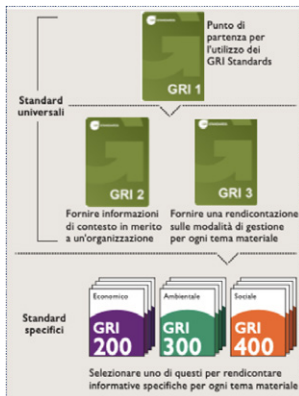 Punto di
partenza per
l'utilizzo dei
GRI Standards
GRI 1
Standard
universali
GRI 2
GRI 3
Fornire informazioni
di contesto in merito
a un'organizzazione
Fornire una rendicontazione
sulle modalità di gestione
per ogni tema materiale
Standard
specifici
Economico
GRI
200
Ambientale
GRI
300
Sociale
GRI
400
Selezionare uno di questi per rendicontare
informative specifiche per ogni tema materiale